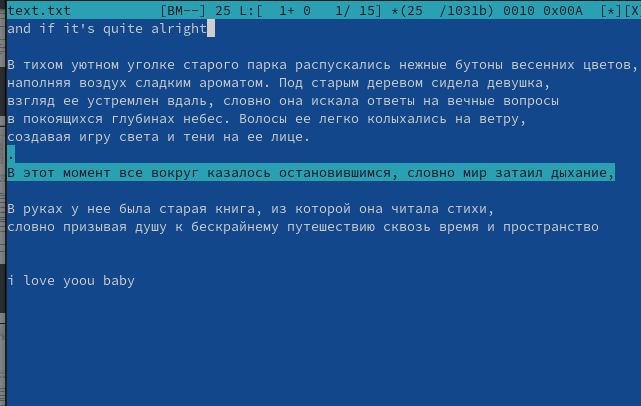 text.txt [BM--] 25 L:[ 1+ 0 1/ 15] *(25 /1031b) 0010 0x00A [*][X
and if it's quite alright
В тихом уютном уголке старого парка распускались нежные бутоны весенних цветов,
наполняя воздух сладким ароматом. Под старым деревом сидела девушка,
взгляд ее устремлен вдаль, словно она искала ответы на вечные вопросы
в покоящихся глубинах небес. Волосы ее легко колыхались на ветру,
создавая игру света и тени на ее лице.
.
В этот момент все вокруг казалось остановившимся, словно мир затаил дыхание,
В руках у нее была старая книга, из которой она читала стихи,
словно призывая душу к бескрайнему путешествию сквозь время и пространство
i love yoou baby